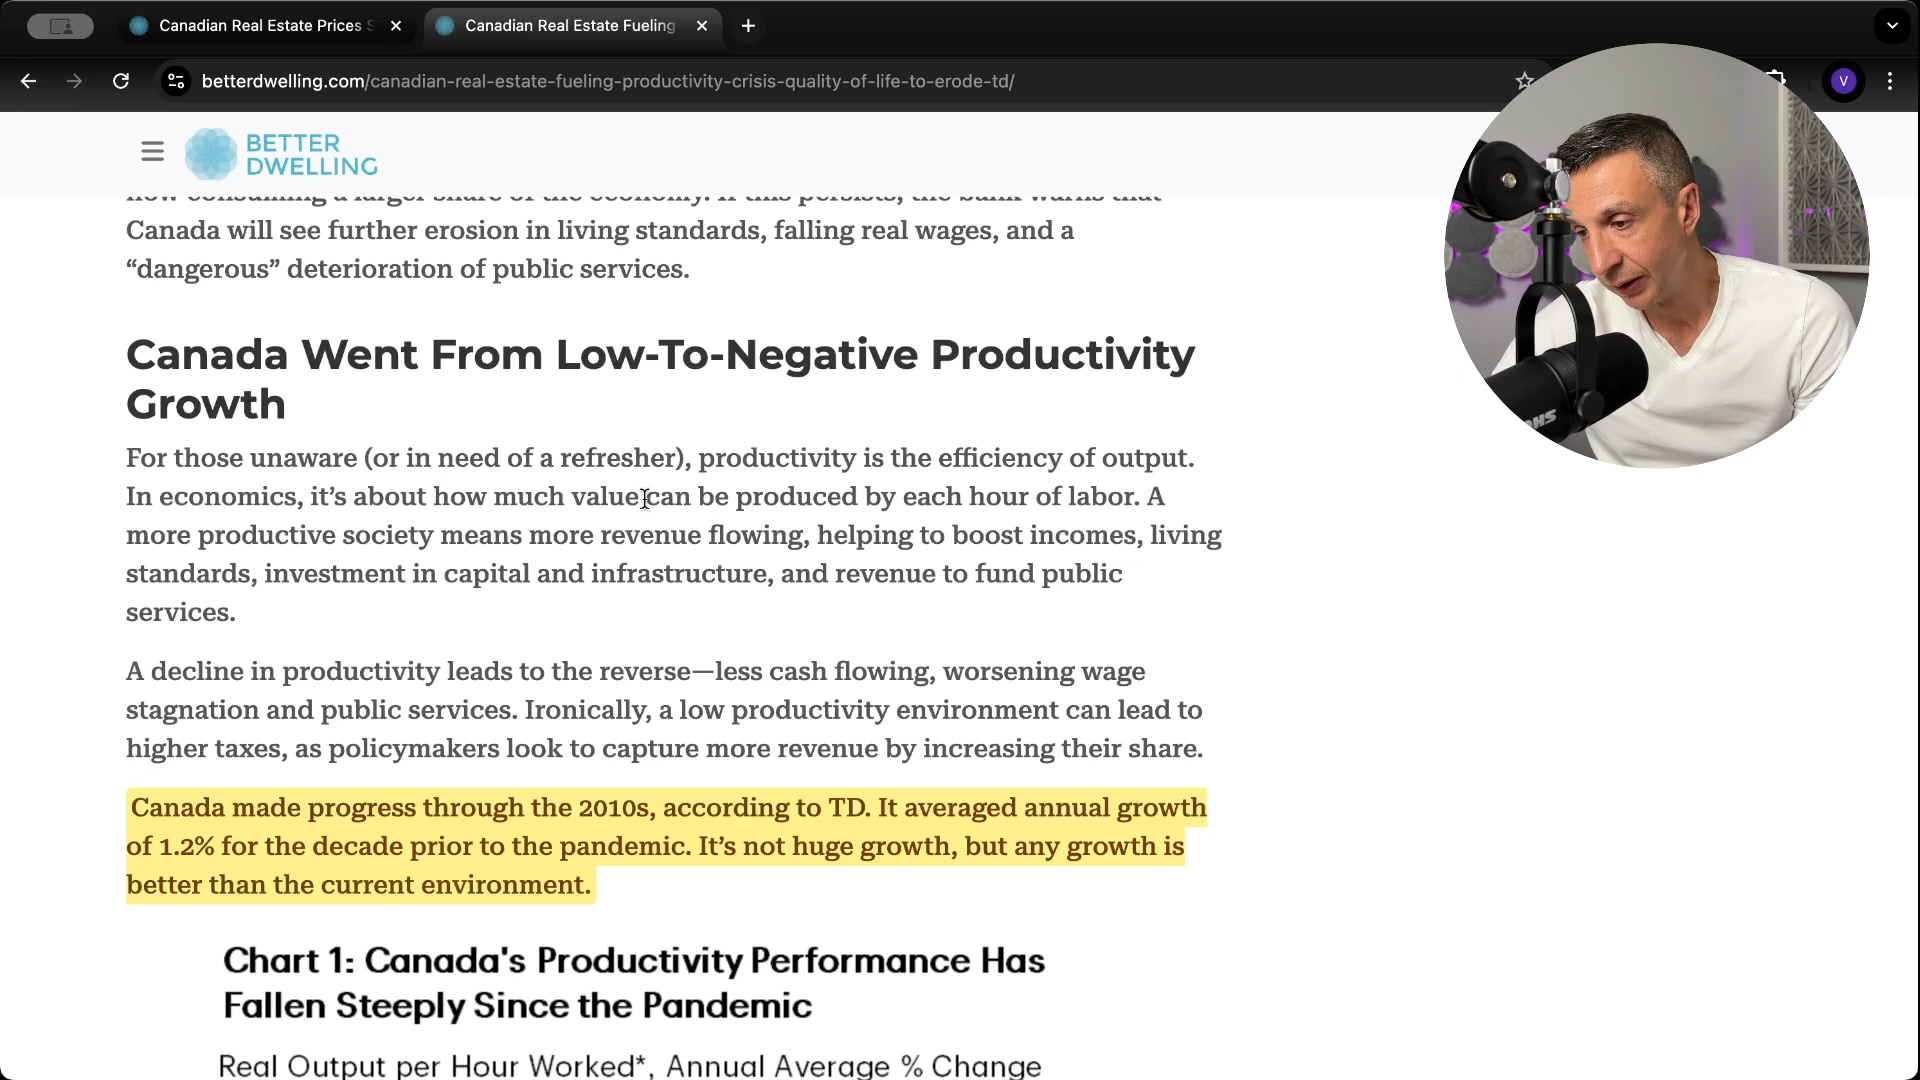 Canadian Real Estate Prices S
Canadian Real Estate Fueling
betterdwelling.com/canadian-real-estate-fueling-productivity-crisis-quality-of-life-to-erode-td/
V
BETTER
DWELLING
now consuming a larger share of the economy. If this persists, the bank warns that
Canada will see further erosion in living standards, falling real wages, and a
“dangerous” deterioration of public services.
Canada Went From Low-To-Negative Productivity
Growth
For those unaware (or in need of a refresher), productivity is the efficiency of output.
In economics, it’s about how much value can be produced by each hour of labor. A
more productive society means more revenue flowing, helping to boost incomes, living
standards, investment in capital and infrastructure, and revenue to fund public
services.
A decline in productivity leads to the reverse—less cash flowing, worsening wage
stagnation and public services. Ironically, a low productivity environment can lead to
higher taxes, as policymakers look to capture more revenue by increasing their share.
Canada made progress through the 2010s, according to TD. It averaged annual growth
of 1.2% for the decade prior to the pandemic. It’s not huge growth, but any growth is
better than the current environment.
Chart 1: Canada's Productivity Performance Has
Fallen Steeply Since the Pandemic
Real Output per Hour Worked*, Annual Average % Change